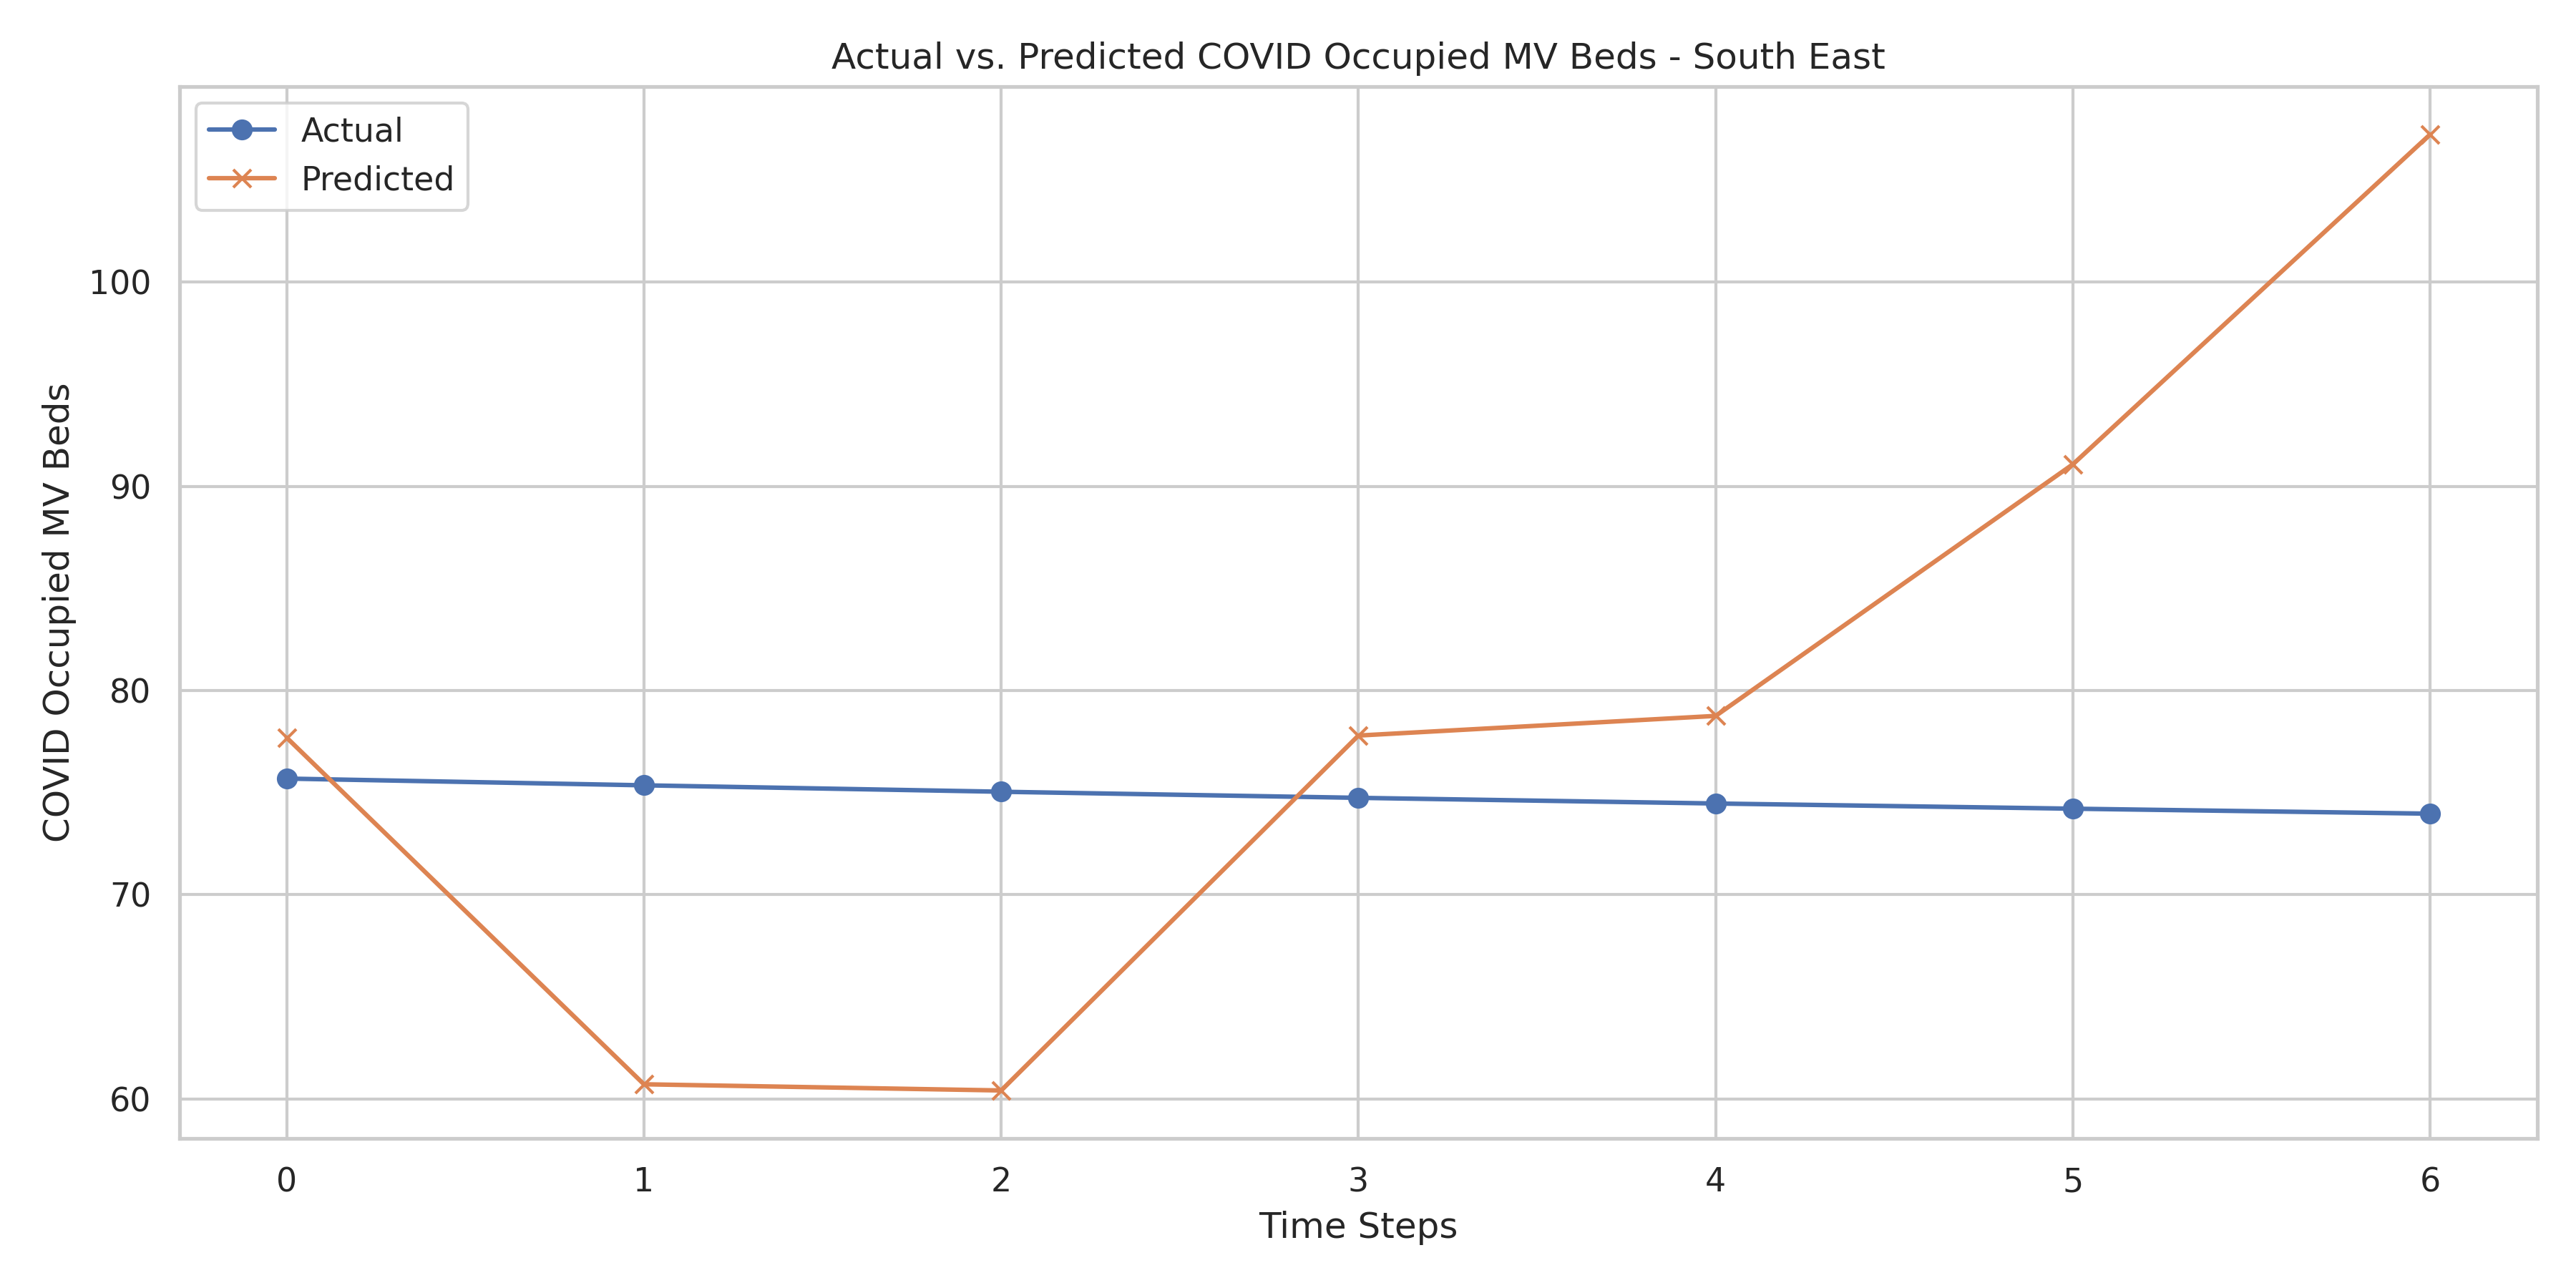 Actual vs. Predicted COVID Occupied MV Beds - South East
Actual
Predicted
COVID Occupied MV Beds
100
90
80
70
60
0 1 2 3 4 5 6
Time Steps